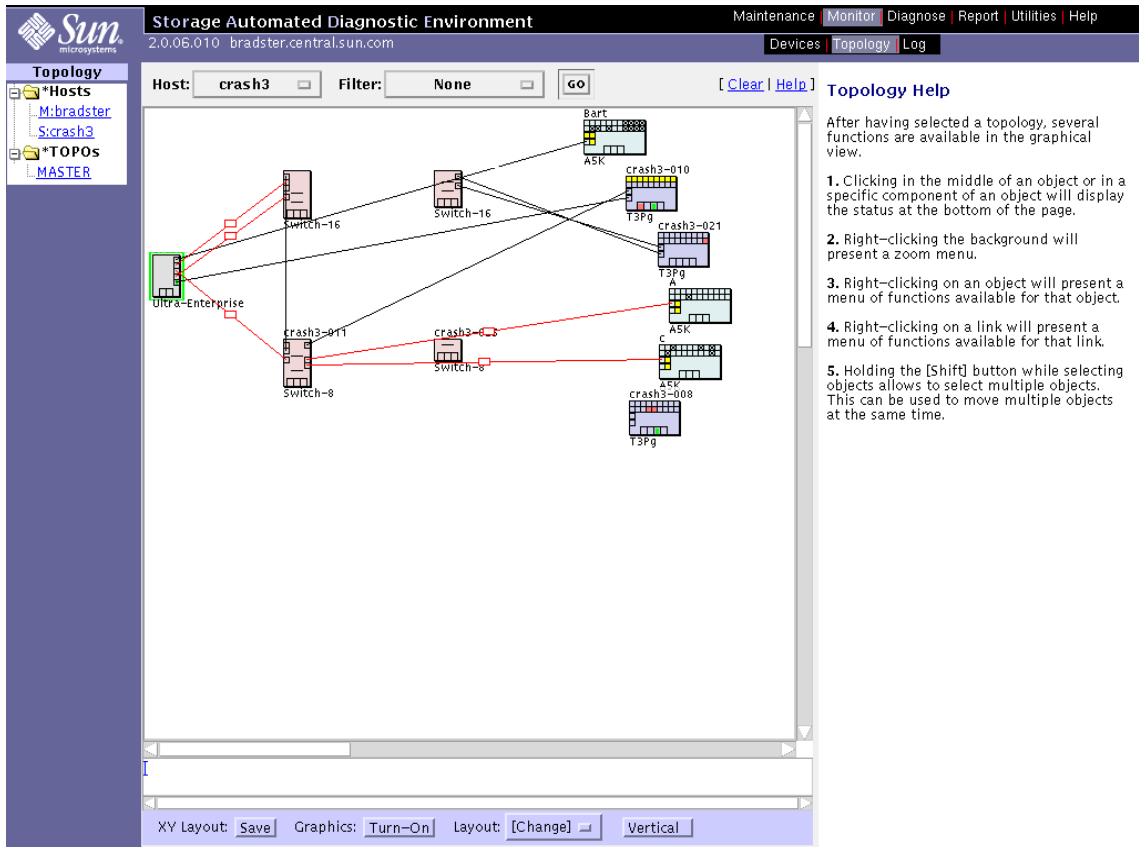 Sun
microsystems
Storage Automated Diagnostic Environment
2.0.06.010 bradster.central.sun.com
Maintenance | Monitor | Diagnose | Report | Utilities | Help
Devices | Topology | Log
Topology
*Hosts
M:bradster
S:crash3
*TOPOs
MASTER
Host: crash3 Filter: None GO [ Clear | Help ]
Bart
A5K
crash3-010
T3Pg
crash3-021
T3Pg
Switch-16
Switch-16
Ultra-Enterprise
A
A5K
crash3-011
Switch-8
Switch-8
C
A5K
crash3-008
T3Pg
XY Layout: Save Graphics: Turn-On Layout: [Change] Vertical
Topology Help
After having selected a topology, several
functions are available in the graphical
view.
1. Clicking in the middle of an object or in a
specific component of an object will display
the status at the bottom of the page.
2. Right-clicking the background will
present a zoom menu.
3. Right-clicking on an object will present a
menu of functions available for that object.
4. Right-clicking on a link will present a
menu of functions available for that link.
5. Holding the [Shift] button while selecting
objects allows to select multiple objects.
This can be used to move multiple objects
at the same time.